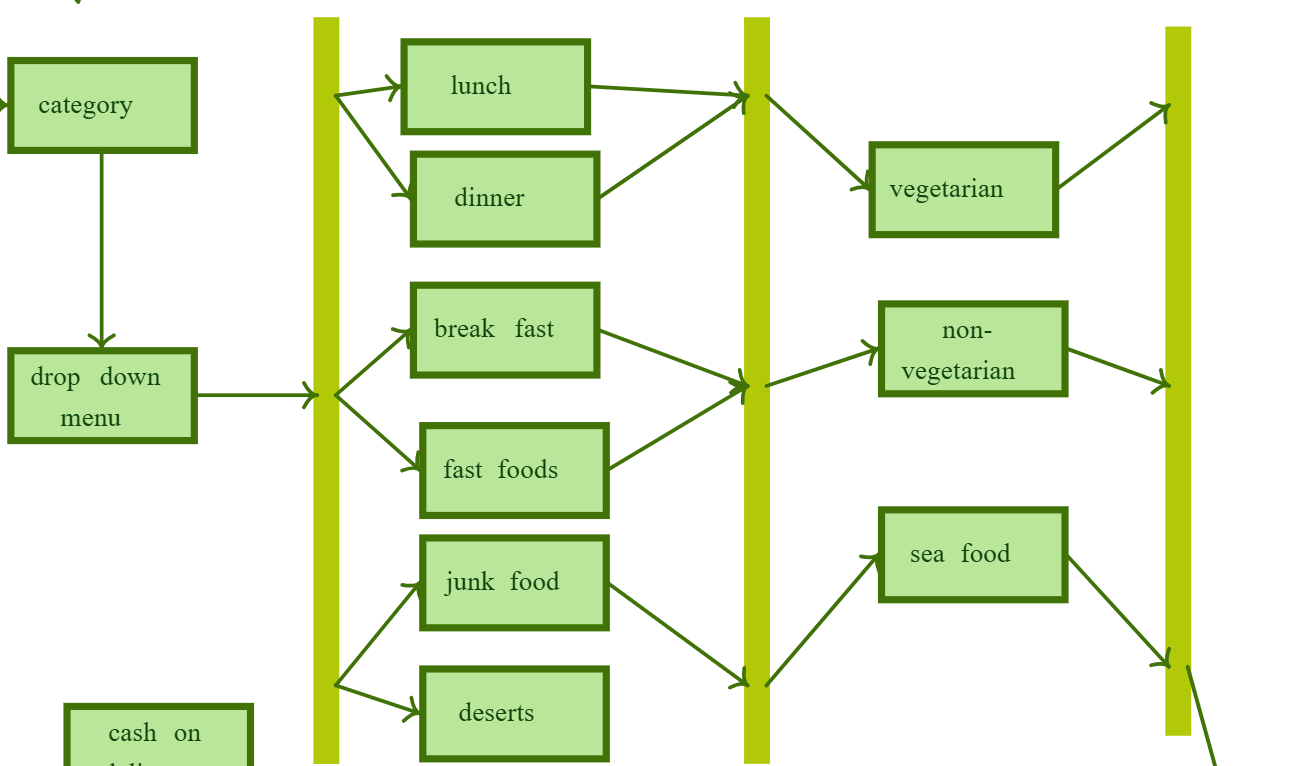 category
drop down
menu
lunch
dinner
break fast
fast foods
junk food
deserts
vegetarian
non-
vegetarian
sea food
cash on